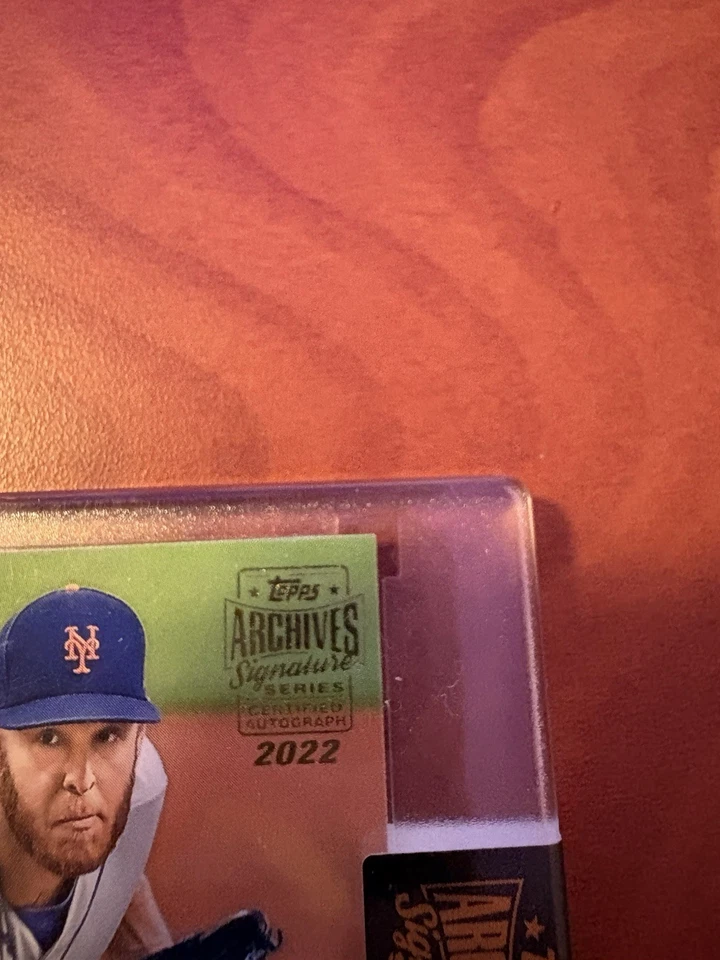 NY
Topps
ARCHIVES
Signature
SERIES
CERTIFIED
AUTOGRAPH
2022